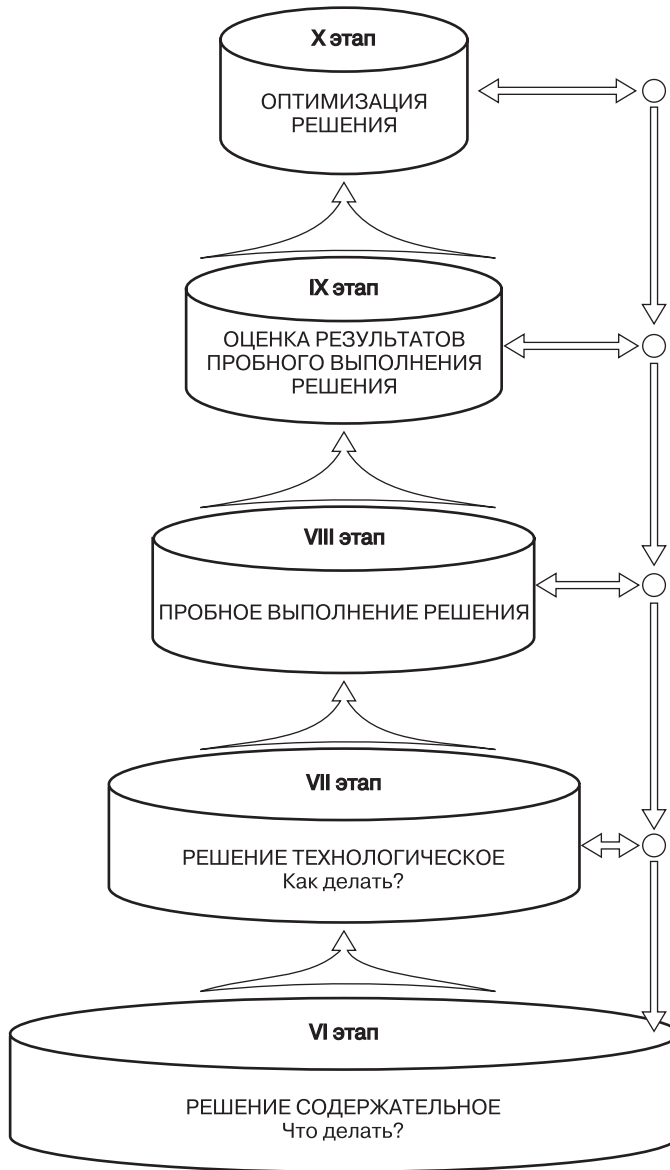 X этап
ОПТИМИЗАЦИЯ
РЕШЕНИЯ
IX этап
ОЦЕНКА РЕЗУЛЬТАТОВ
ПРОБНОГО ВЫПОЛНЕНИЯ
РЕШЕНИЯ
VIII этап
ПРОБНОЕ ВЫПОЛНЕНИЕ РЕШЕНИЯ
VII этап
РЕШЕНИЕ ТЕХНОЛОГИЧЕСКОЕ
Как делать?
VI этап
РЕШЕНИЕ СОДЕРЖАТЕЛЬНОЕ
Что делать?